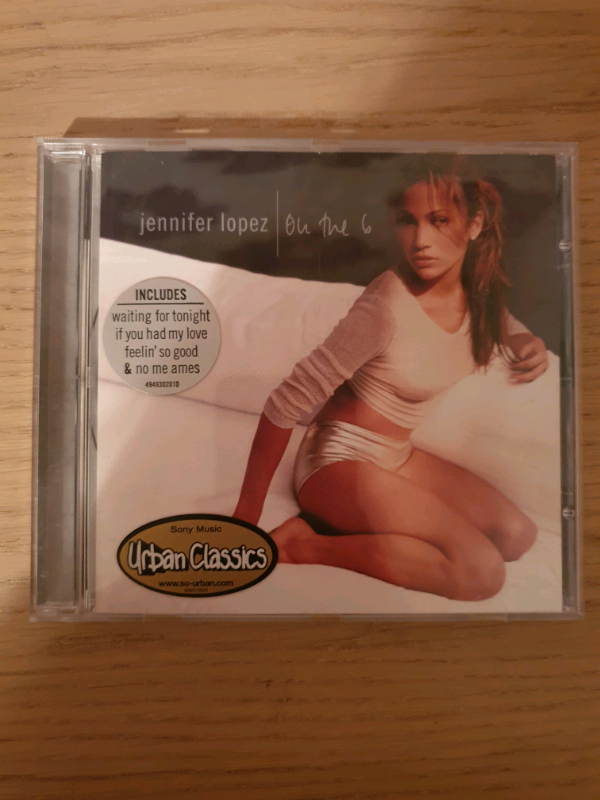 jennifer lopez | On the 6
INCLUDES
waiting for tonight
if you had my love
feelin' so good
& no me ames
4949302010
Sony Music
Urban Classics
www.so-urban.com